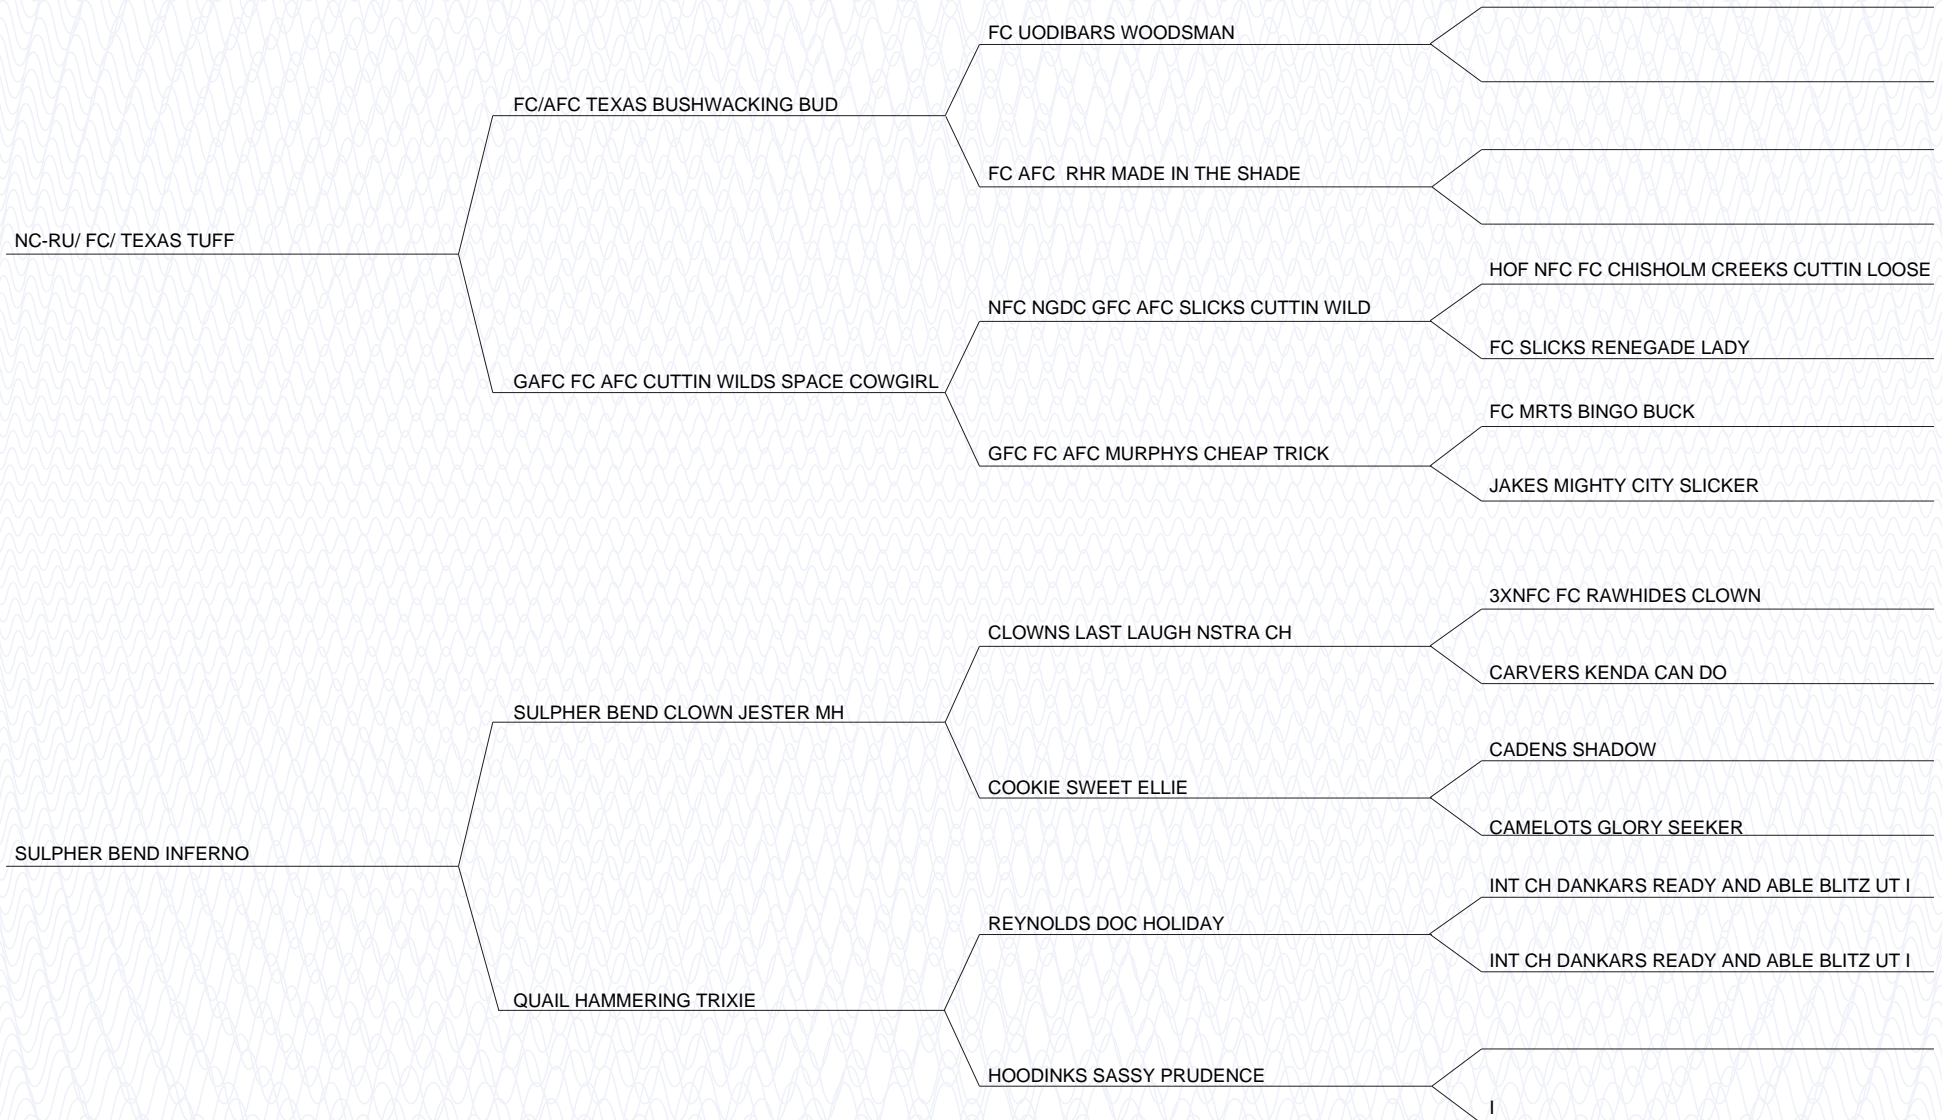 FC UODIBARS WOODSMAN
FC/AFC TEXAS BUSHWACKING BUD
FC AFC  RHR MADE IN THE SHADE
NC-RU/ FC/ TEXAS TUFF
HOF NFC FC CHISHOLM CREEKS CUTTIN LOOSE
NFC NGDC GFC AFC SLICKS CUTTIN WILD
FC SLICKS RENEGADE LADY
GAFC FC AFC CUTTIN WILDS SPACE COWGIRL
FC MRTS BINGO BUCK
GFC FC AFC MURPHYS CHEAP TRICK
JAKES MIGHTY CITY SLICKER
3XNFC FC RAWHIDES CLOWN
CLOWNS LAST LAUGH NSTRA CH
CARVERS KENDA CAN DO
SULPHER BEND CLOWN JESTER MH
CADENS SHADOW
COOKIE SWEET ELLIE
CAMELOTS GLORY SEEKER
SULPHER BEND INFERNO
INT CH DANKARS READY AND ABLE BLITZ UT I
REYNOLDS DOC HOLIDAY
INT CH DANKARS READY AND ABLE BLITZ UT I
QUAIL HAMMERING TRIXIE
HOODINKS SASSY PRUDENCE
I